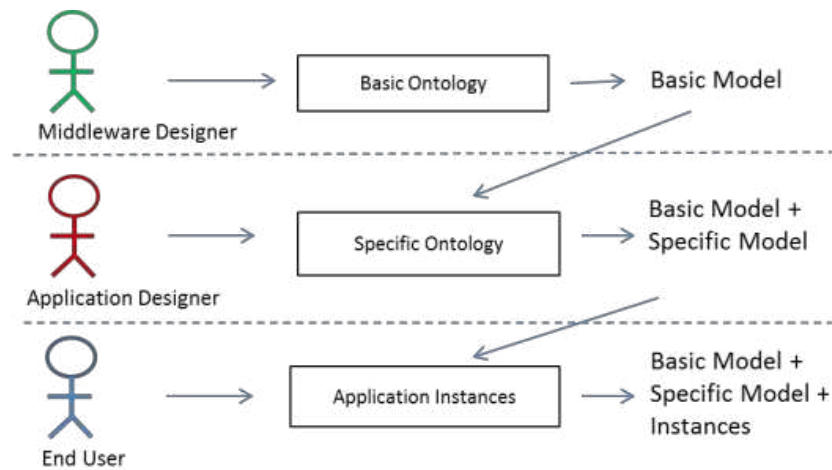 Basic Ontology
Basic Model
Middleware Designer
Specific Ontology
Basic Model +
Specific Model
Application Designer
Application Instances
Basic Model +
Specific Model +
Instances
End User